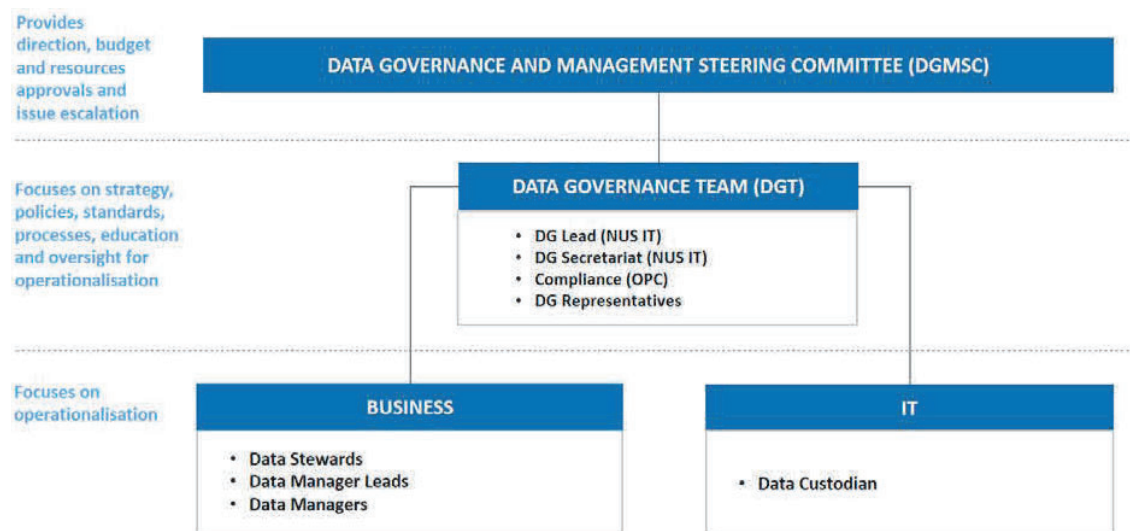 Provides
direction, budget
and resources
approvals and
issue escalation
DATA GOVERNANCE AND MANAGEMENT STEERING COMMITTEE (DGMSC)
Focuses on strategy,
policies, standards,
processes, education
and oversight for
operationalisation
DATA GOVERNANCE TEAM (DGT)
• DG Lead (NUS IT)
• DG Secretariat (NUS IT)
• Compliance (OPC)
• DG Representatives
Focuses on
operationalisation
BUSINESS
• Data Stewards
• Data Manager Leads
• Data Managers
IT
• Data Custodian